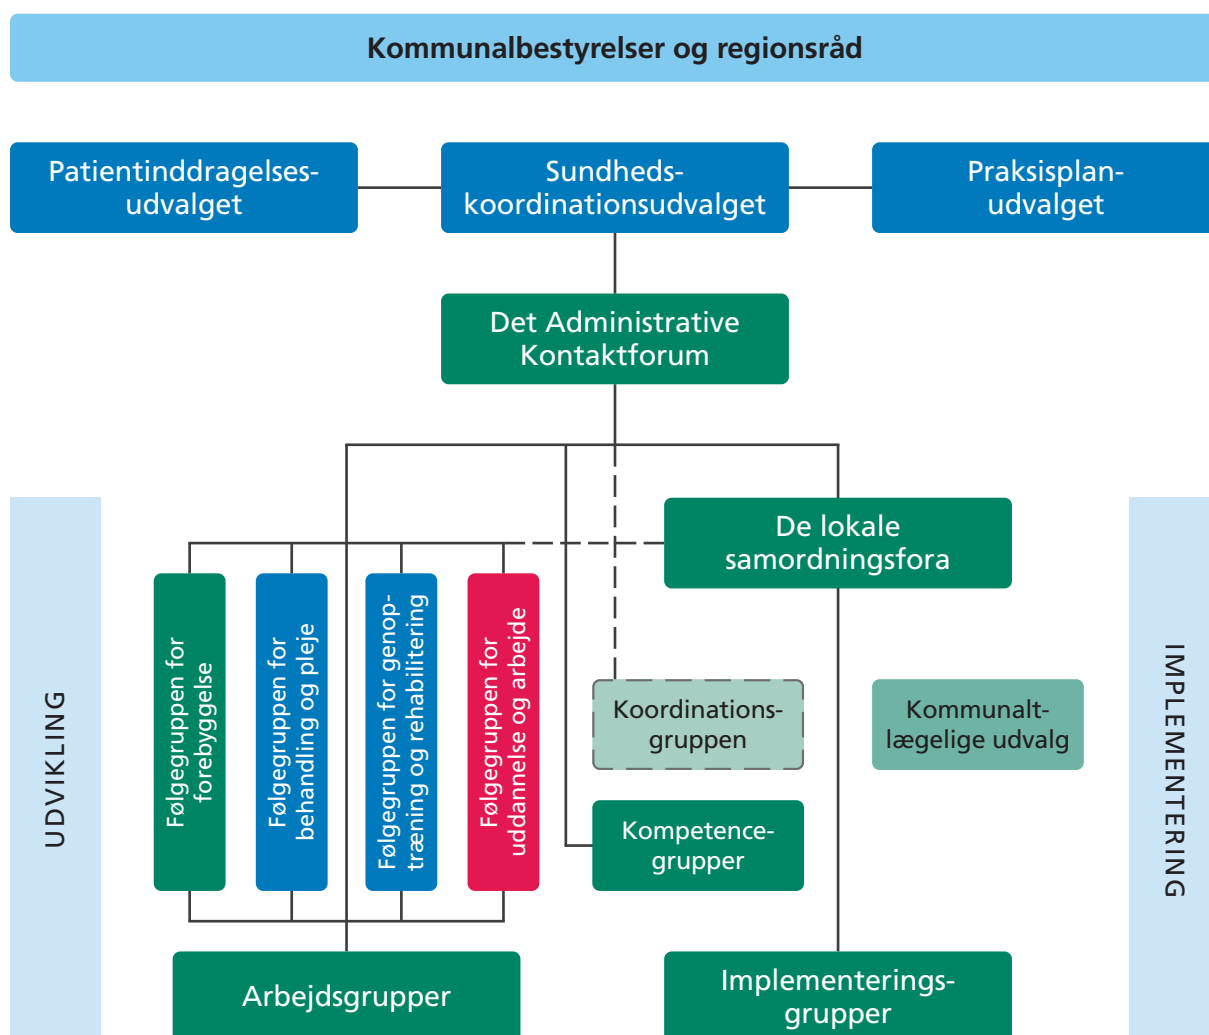 Kommunalbestyrelser og regionsråd
Patientinddragelses-
udvalget
Sundheds-
koordinationsudvalget
Praksisplan-
udvalget
Det Administrative
Kontaktforum
De lokale
samordningsfora
UDVIKLING
Følgegruppen for
forebyggelse
Følgegruppen for
behandling og pleje
Følgegruppen for genop-
træning og rehabilitering
Følgegruppen for
uddannelse og arbejde
Koordinations-
gruppen
Kommunalt-
lægelige udvalg
IMPLEMENTERING
Kompetence-
grupper
Arbejdsgrupper
Implementerings-
grupper